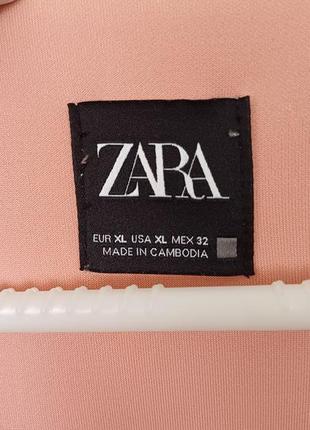 ZARA
EUR XL USA XL MEX 32
MADE IN CAMBODIA